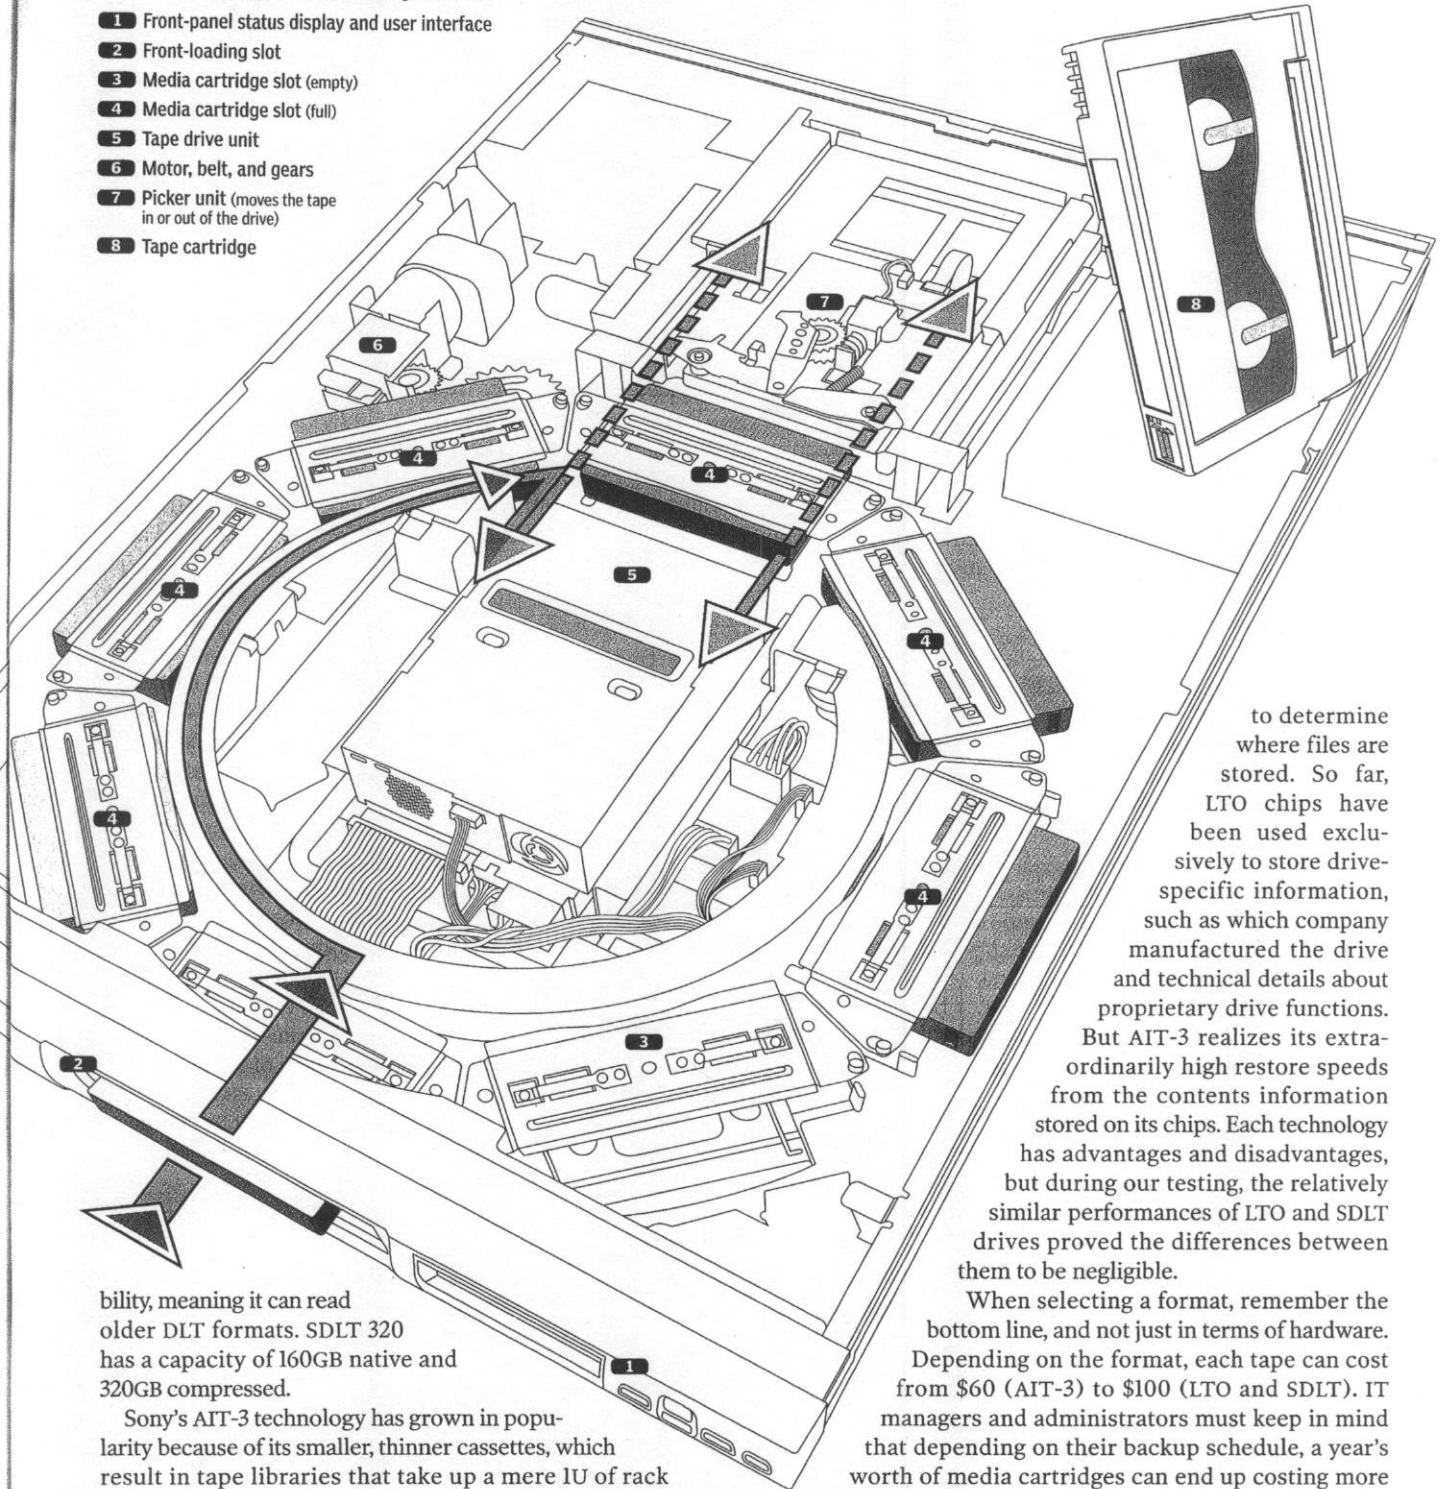 1 Front-panel status display and user interface
2 Front-loading slot
3 Media cartridge slot (empty)
4 Media cartridge slot (full)
5 Tape drive unit
6 Motor, belt, and gears
7 Picker unit (moves the tape
in or out of the drive)
8 Tape cartridge
7
8
6
4
4
5
4
4
4
4
3
2
1
bility, meaning it can read
older DLT formats. SDLT 320
has a capacity of 160GB native and
320GB compressed.
Sony's AIT-3 technology has grown in popu-
larity because of its smaller, thinner cassettes, which
result in tape libraries that take up a mere 1U of rack
to determine
where files are
stored. So far,
LTO chips have
been used exclu-
sively to store drive-
specific information,
such as which company
manufactured the drive
and technical details about
proprietary drive functions.
But AIT-3 realizes its extra-
ordinarily high restore speeds
from the contents information
stored on its chips. Each technology
has advantages and disadvantages,
but during our testing, the relatively
similar performances of LTO and SDLT
drives proved the differences between
them to be negligible.
When selecting a format, remember the
bottom line, and not just in terms of hardware.
Depending on the format, each tape can cost
from $60 (AIT-3) to $100 (LTO and SDLT). IT
managers and administrators must keep in mind
that depending on their backup schedule, a year's
worth of media cartridges can end up costing more